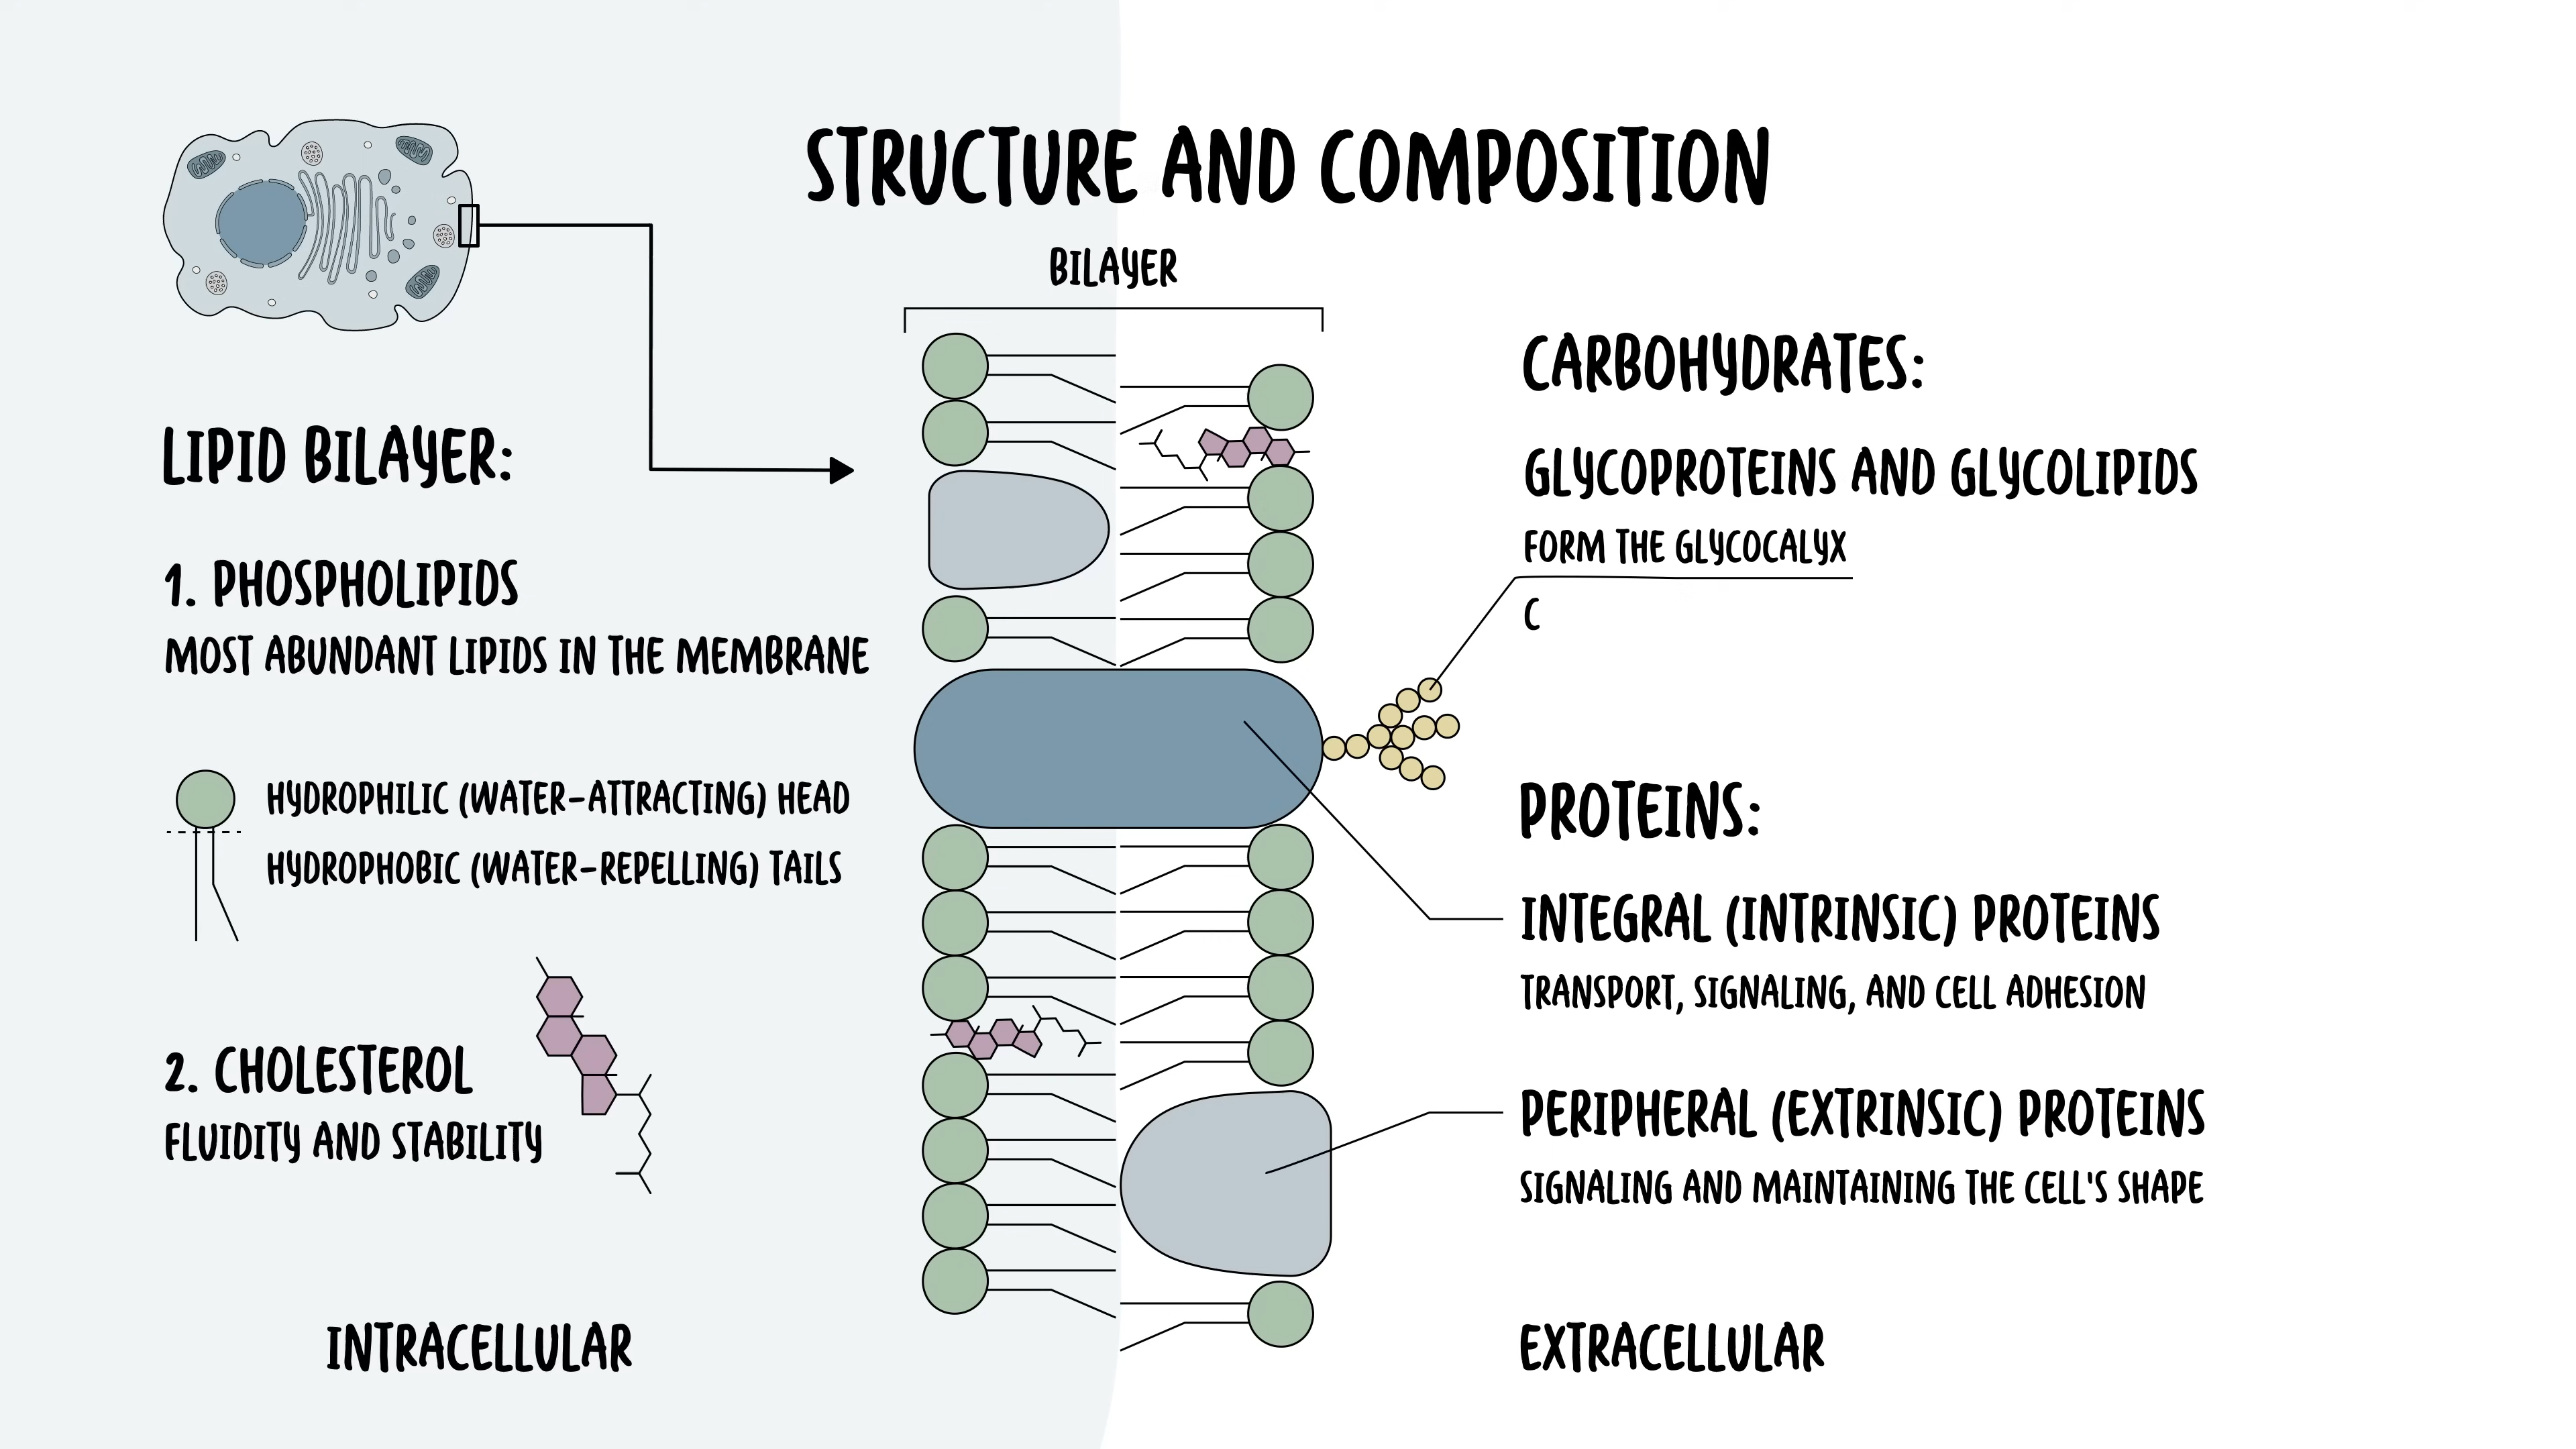 STRUCTURE AND COMPOSITION
BILAYER
LIPID BILAYER:
1. PHOSPHOLIPIDS
MOST ABUNDANT LIPIDS IN THE MEMBRANE
HYDROPHILIC (WATER-ATTRACTING) HEAD
HYDROPHOBIC (WATER-REPELLING) TAILS
2. CHOLESTEROL
FLUIDITY AND STABILITY
INTRACELLULAR
CARBOHYDRATES:
GLYCOPROTEINS AND GLYCOLIPIDS
FORM THE GLYCOCALYX
C
PROTEINS:
INTEGRAL (INTRINSIC) PROTEINS
TRANSPORT, SIGNALING, AND CELL ADHESION
PERIPHERAL (EXTRINSIC) PROTEINS
SIGNALING AND MAINTAINING THE CELL'S SHAPE
EXTRACELLULAR